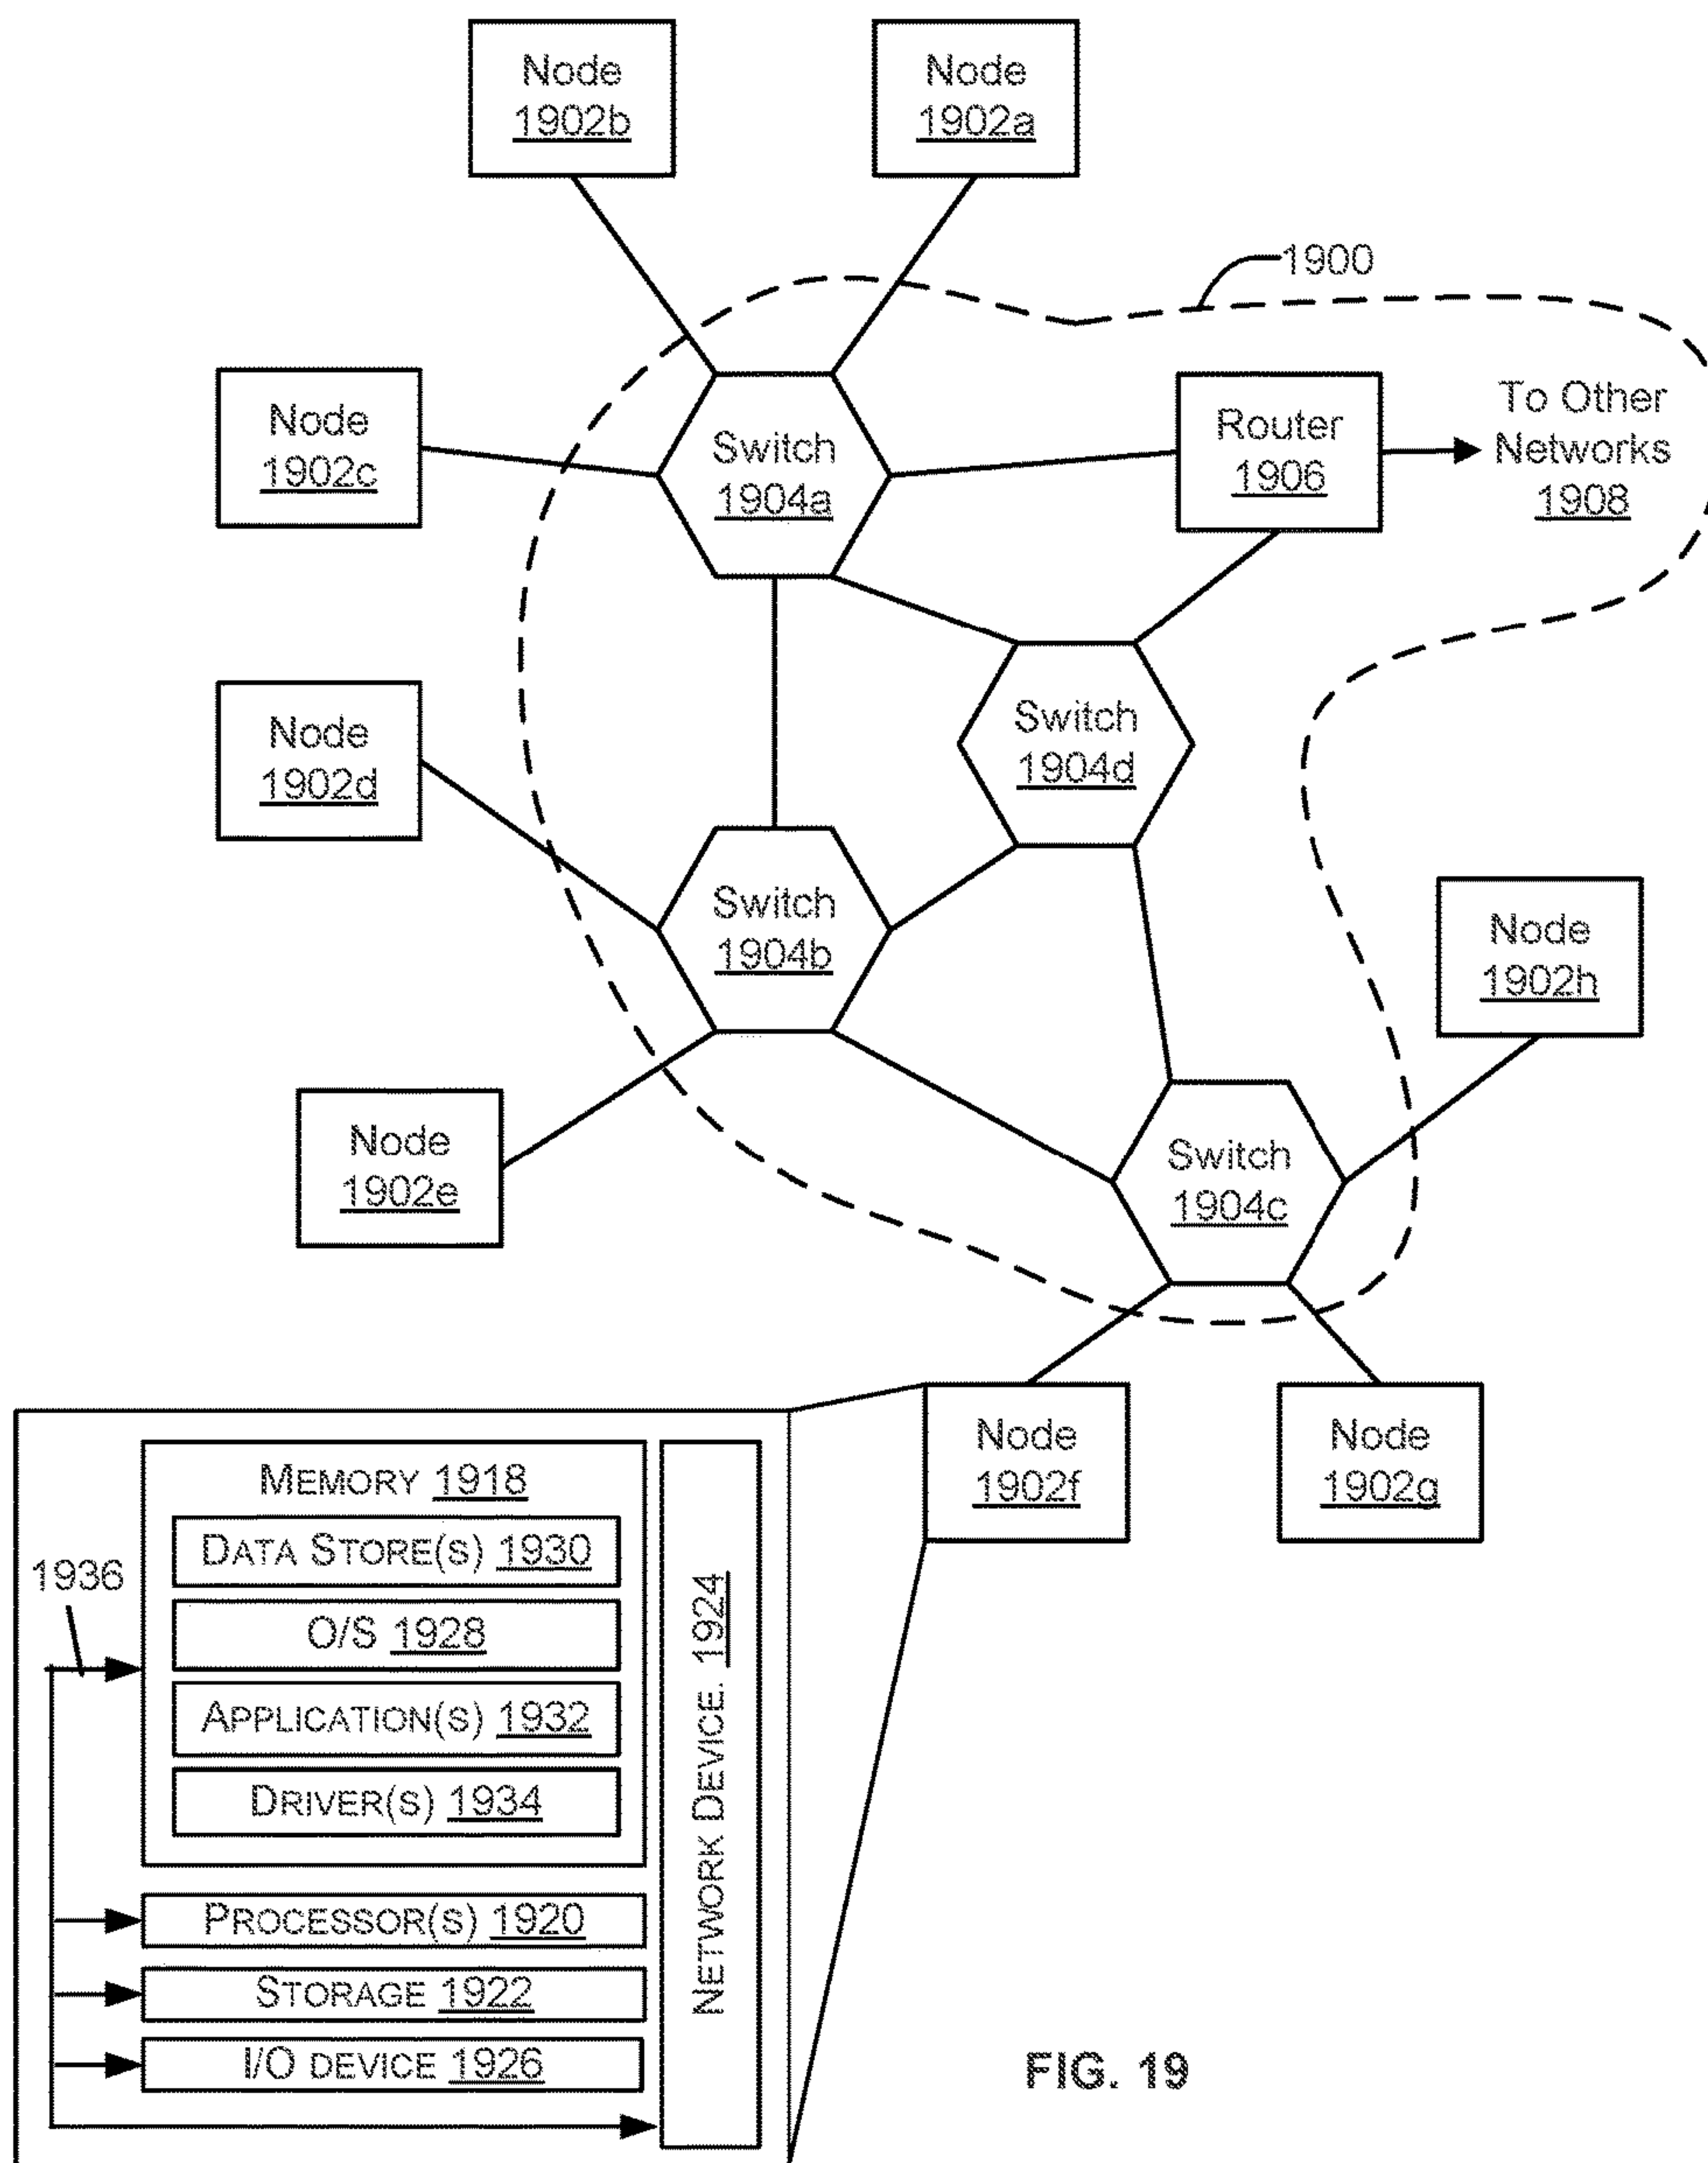 Node
1902b
Node
1902a
1900
Node
1902c
Switch
1904a
Router
1906
To Other
Networks
1908
Node
1902d
Switch
1904d
Switch
1904b
Node
1902h
Node
1902e
Switch
1904c
Node
1902f
Node
1902g
MEMORY 1918
DATA STORE(S) 1930
1936
O/S 1928
APPLICATION(S) 1932
DRIVER(S) 1934
NETWORK DEVICE. 1924
PROCESSOR(S) 1920
STORAGE 1922
I/O DEVICE 1926
FIG. 19